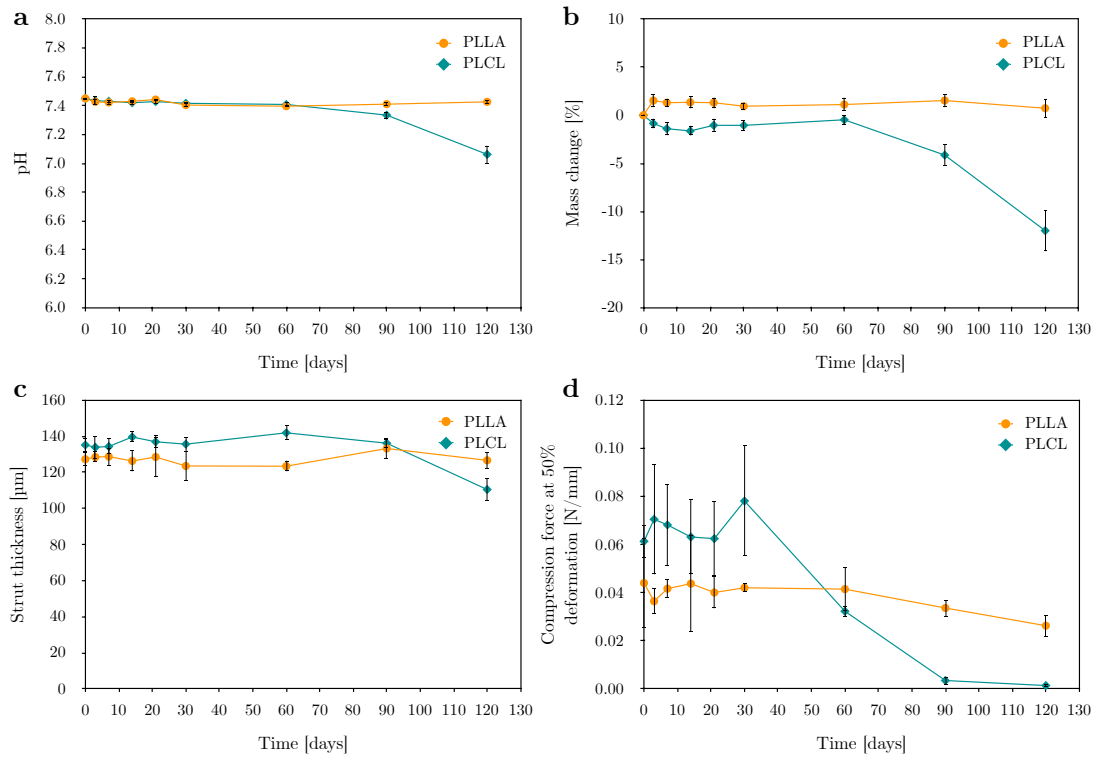 a
8.0
7.8
7.6
7.4
7.2
7.0
6.8
6.6
6.4
6.2
6.0
pH
PLLA
PLCL
0 10 20 30 40 50 60 70 80 90 100 110 120 130
Time [days]
b
10
5
0
-5
-10
-15
-20
Mass change [%]
PLLA
PLCL
0 10 20 30 40 50 60 70 80 90 100 110 120 130
Time [days]
c
160
140
120
100
80
60
40
20
0
Strut thickness [µm]
PLLA
PLCL
0 10 20 30 40 50 60 70 80 90 100 110 120 130
Time [days]
d
0.12
0.10
0.08
0.06
0.04
0.02
0.00
Compression force at 50%
deformation [N/mm]
PLLA
PLCL
0 10 20 30 40 50 60 70 80 90 100 110 120 130
Time [days]